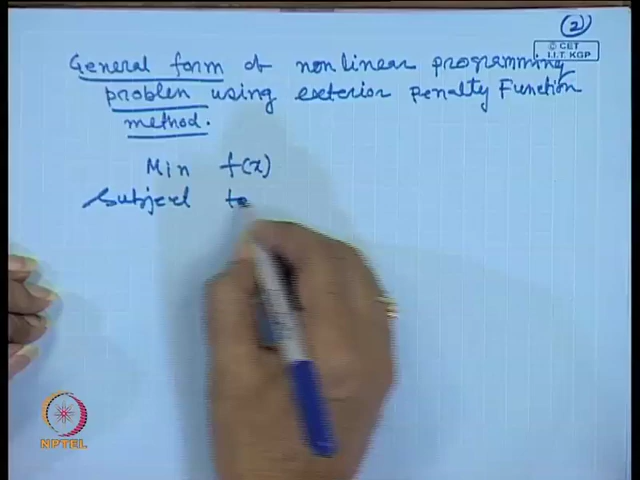 2
© CET
I.I.T. KGP
General form of nonlinear programming
problem using exterior penalty Function
method.
Min f(x)
Subject to
NPTEL